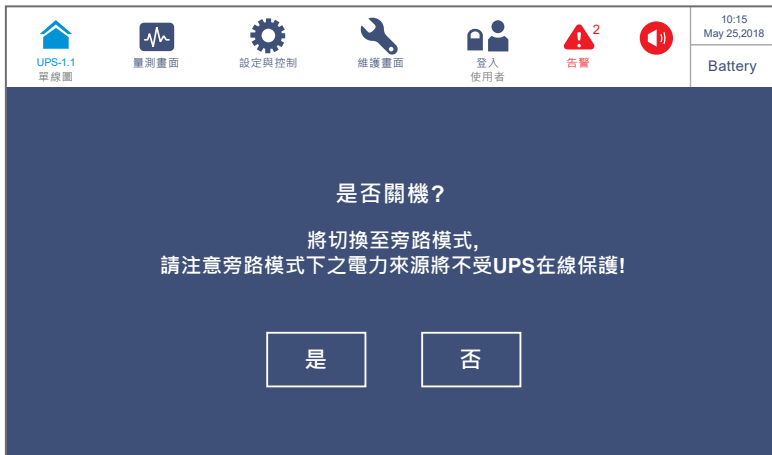 UPS-1.1
單線圖
量測畫面
設定與控制
維護畫面
登入
使用者
2
告警
10:15
May 25,2018
Battery
是否關機?
將切換至旁路模式,
請注意旁路模式下之電力來源將不受UPS在線保護!
是
否